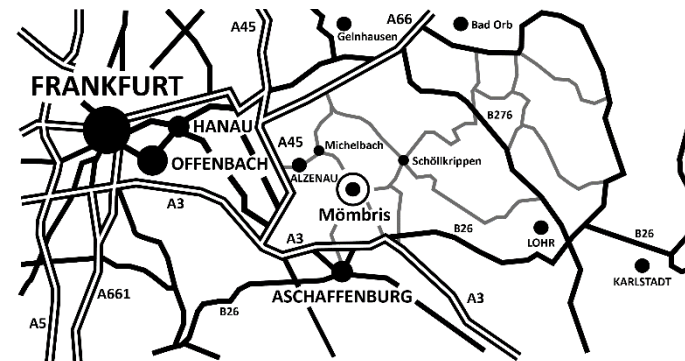 A45
A66
Gelnhausen
Bad Orb
FRANKFURT
HANAU
B276
A45
Michelbach
OFFENBACH
ALZENAU
Schöllkrippen
Mömbris
A3
A3
B26
LOHR
B26
KARLSTADT
ASCHAFFENBURG
A661
A3
B26
A5